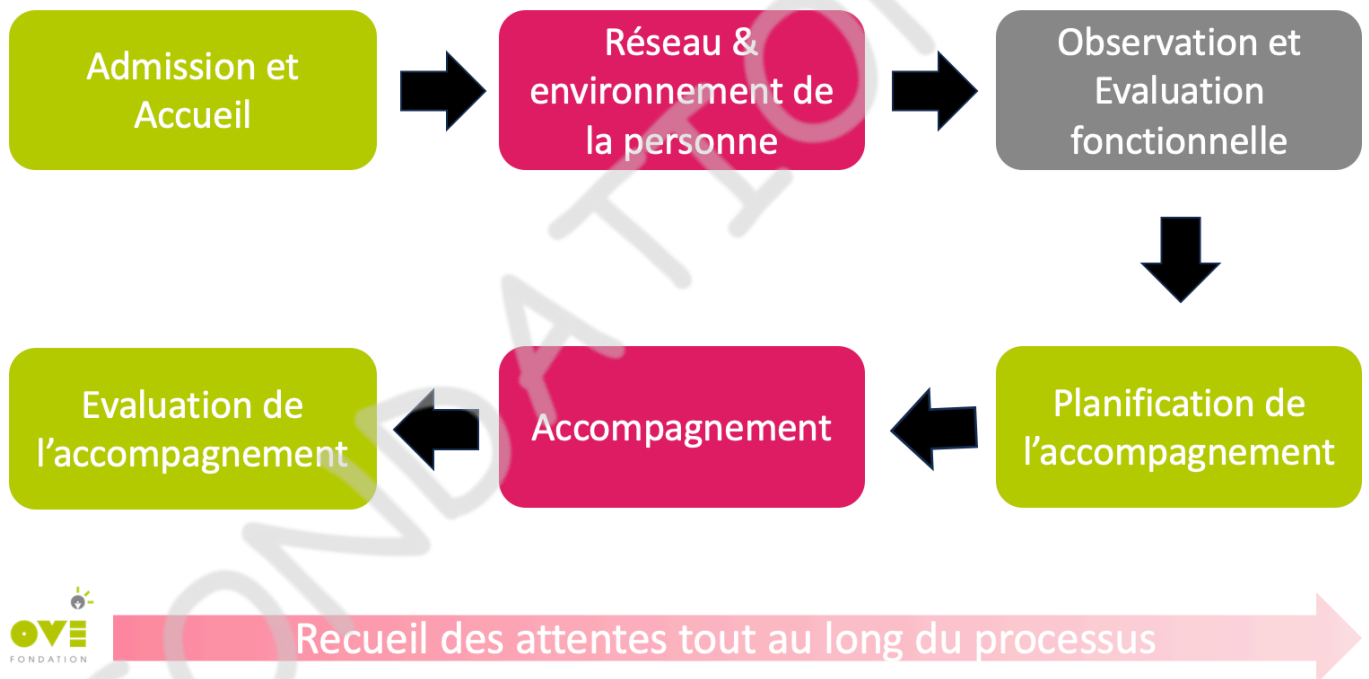 Admission et
Accueil
Réseau &
environnement de
la personne
Observation et
Evaluation
fonctionnelle
Planification de
l’accompagnement
Accompagnement
Evaluation de
l’accompagnement
OVE
FONDATION
Recueil des attentes tout au long du processus
FONDATION